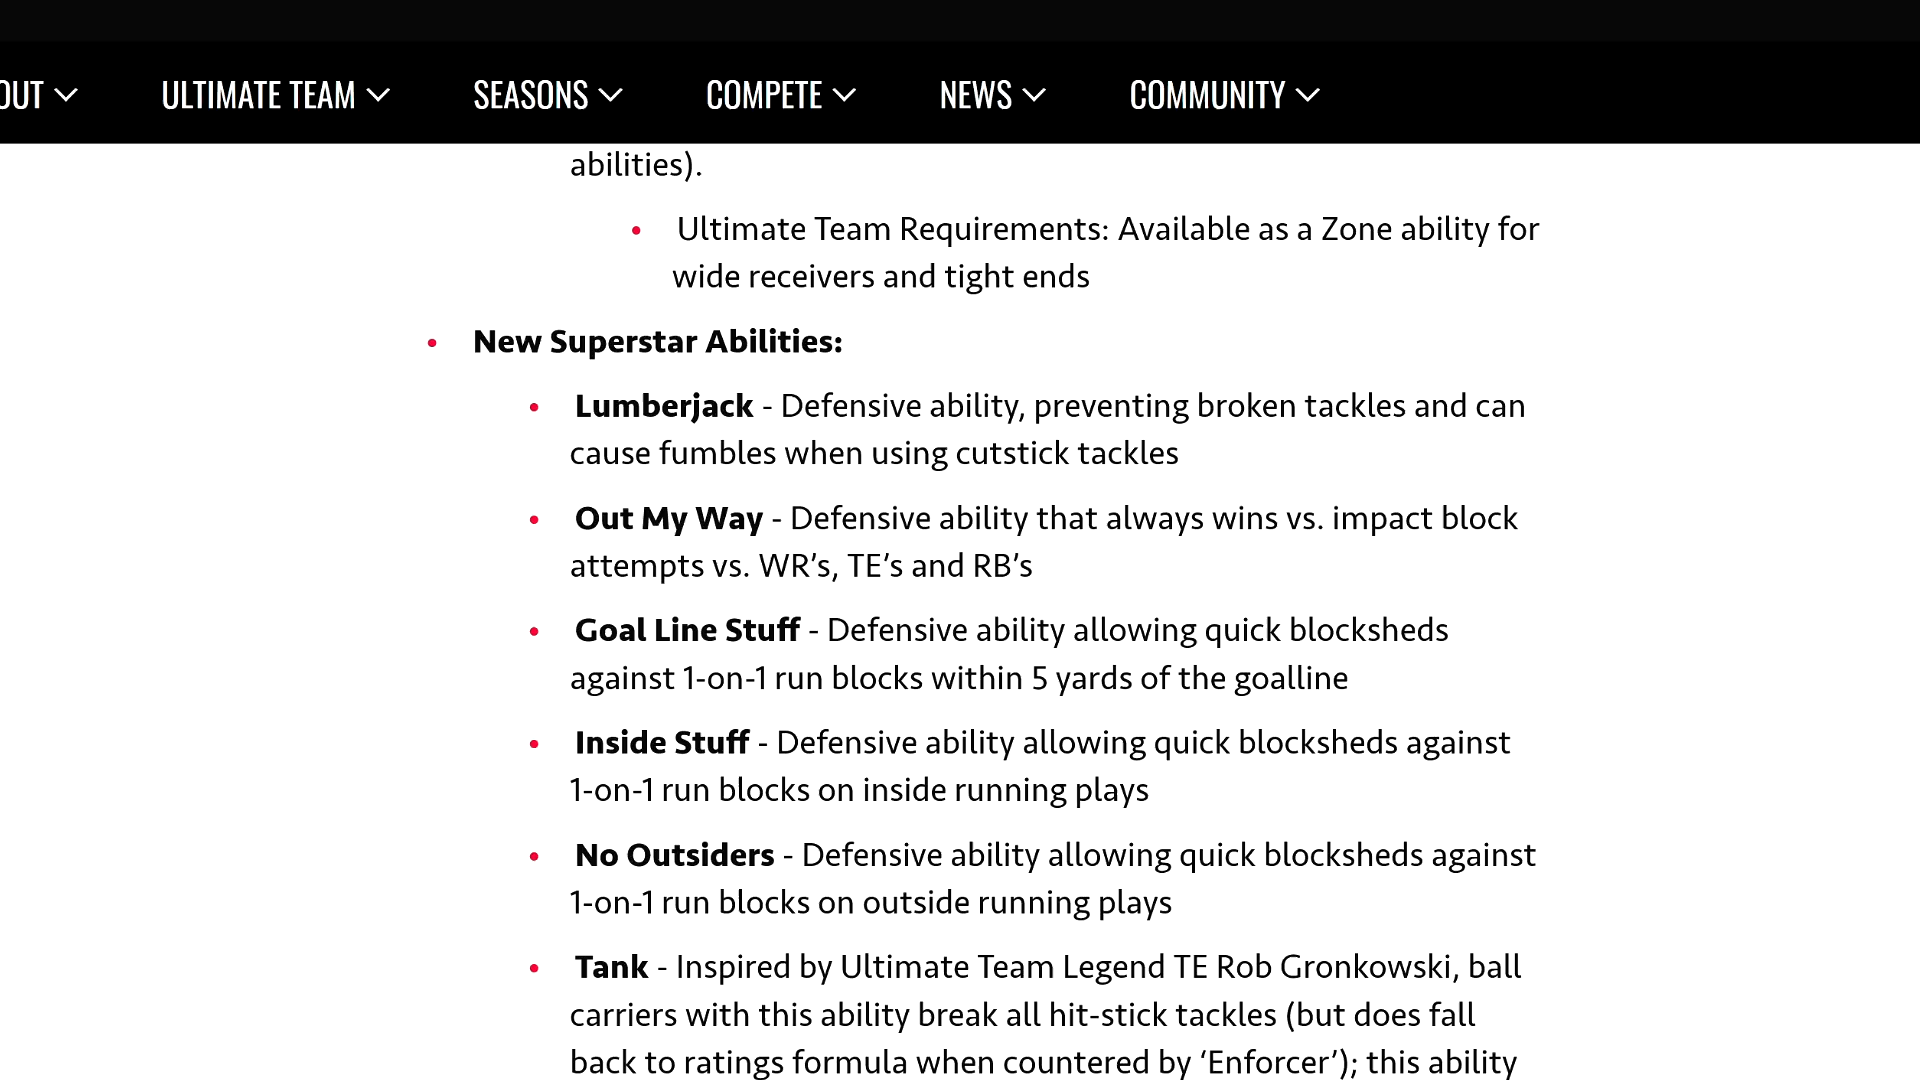 OUT
ULTIMATE TEAM
SEASONS
COMPETE
NEWS
COMMUNITY
abilities).
• Ultimate Team Requirements: Available as a Zone ability for
wide receivers and tight ends
• New Superstar Abilities:
• Lumberjack - Defensive ability, preventing broken tackles and can
cause fumbles when using cutstick tackles
• Out My Way - Defensive ability that always wins vs. impact block
attempts vs. WR’s, TE’s and RB’s
• Goal Line Stuff - Defensive ability allowing quick blocksheds
against 1-on-1 run blocks within 5 yards of the goalline
• Inside Stuff - Defensive ability allowing quick blocksheds against
1-on-1 run blocks on inside running plays
• No Outsiders - Defensive ability allowing quick blocksheds against
1-on-1 run blocks on outside running plays
• Tank - Inspired by Ultimate Team Legend TE Rob Gronkowski, ball
carriers with this ability break all hit-stick tackles (but does fall
back to ratings formula when countered by ‘Enforcer’); this ability